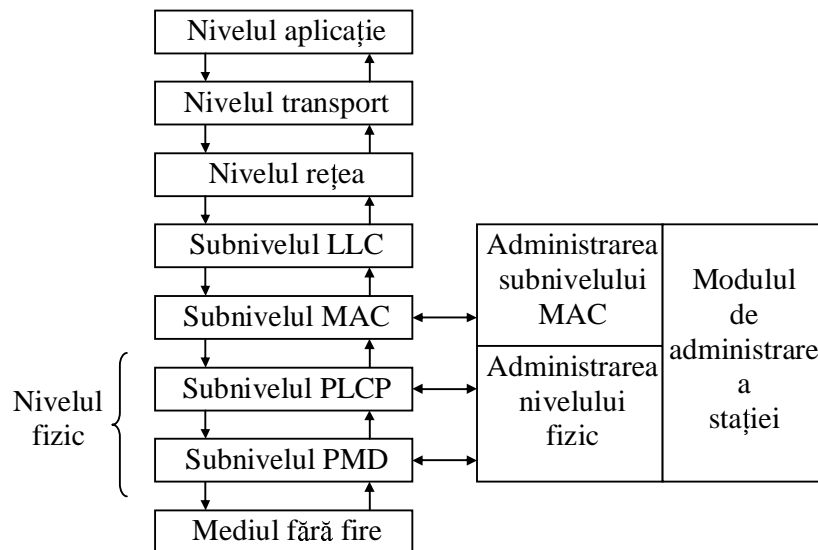 Nivelul aplicație
Nivelul transport
Nivelul rețea
Subnivelul LLC
Subnivelul MAC
Subnivelul PLCP
Subnivelul PMD
Mediul fără fire
Nivelul
fizic
Administrarea
subnivelului
MAC
Administrarea
nivelului
fizic
Modulul
de
administrare
a
stației